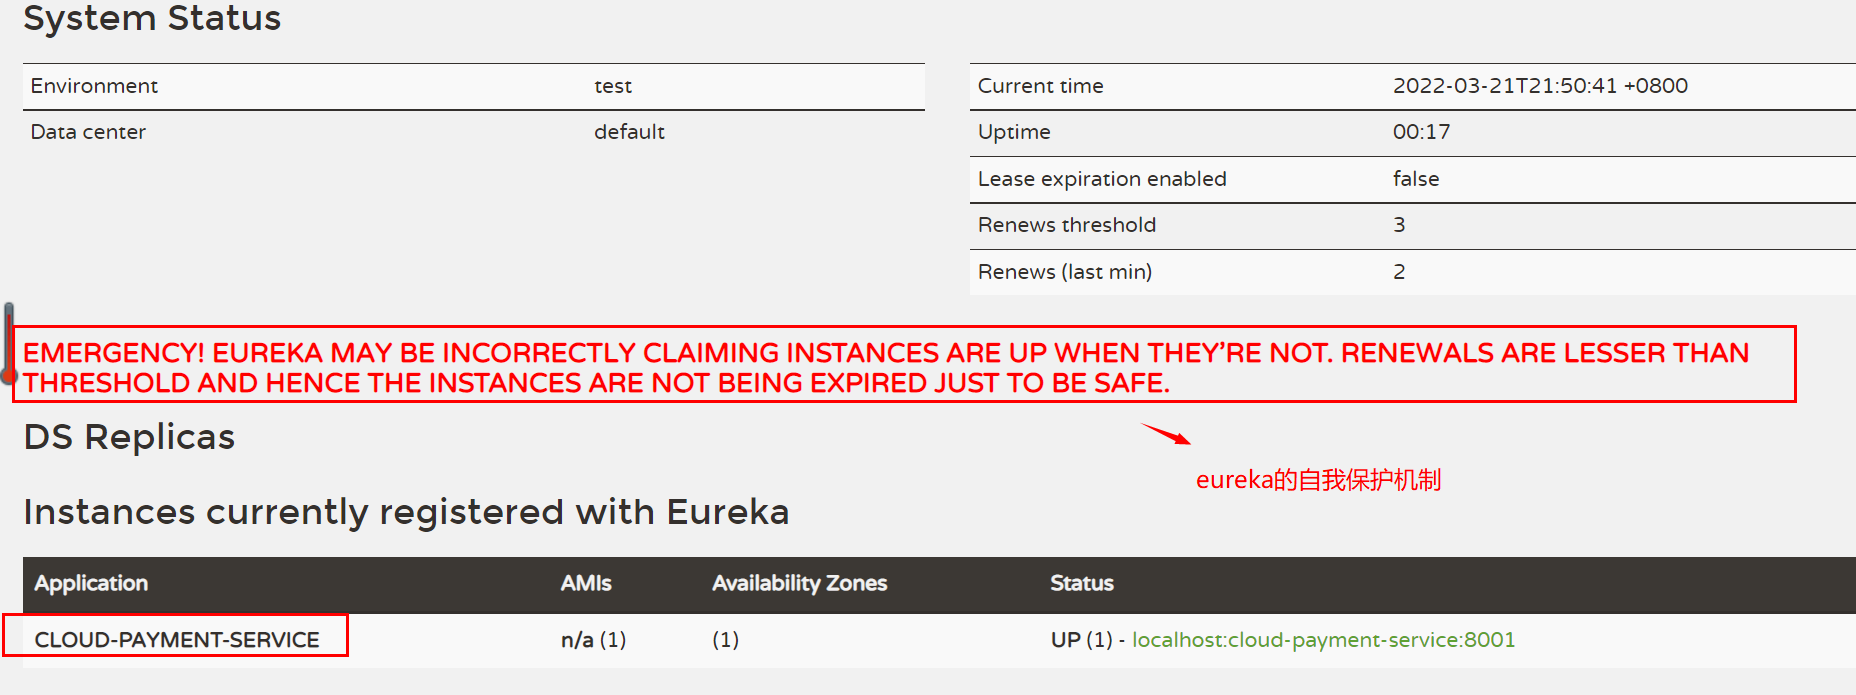 System Status
Environment test
Data center default
Current time 2022-03-21T21:50:41 +0800
Uptime 00:17
Lease expiration enabled false
Renews threshold 3
Renews (last min) 2
EMERGENCY! EUREKA MAY BE INCORRECTLY CLAIMING INSTANCES ARE UP WHEN THEY’RE NOT. RENEWALS ARE LESSER THAN
THRESHOLD AND HENCE THE INSTANCES ARE NOT BEING EXPIRED JUST TO BE SAFE.
DS Replicas
eureka的自我保护机制
Instances currently registered with Eureka
Application AMIs Availability Zones Status
CLOUD-PAYMENT-SERVICE n/a (1) (1) UP (1) - localhost:cloud-payment-service:8001